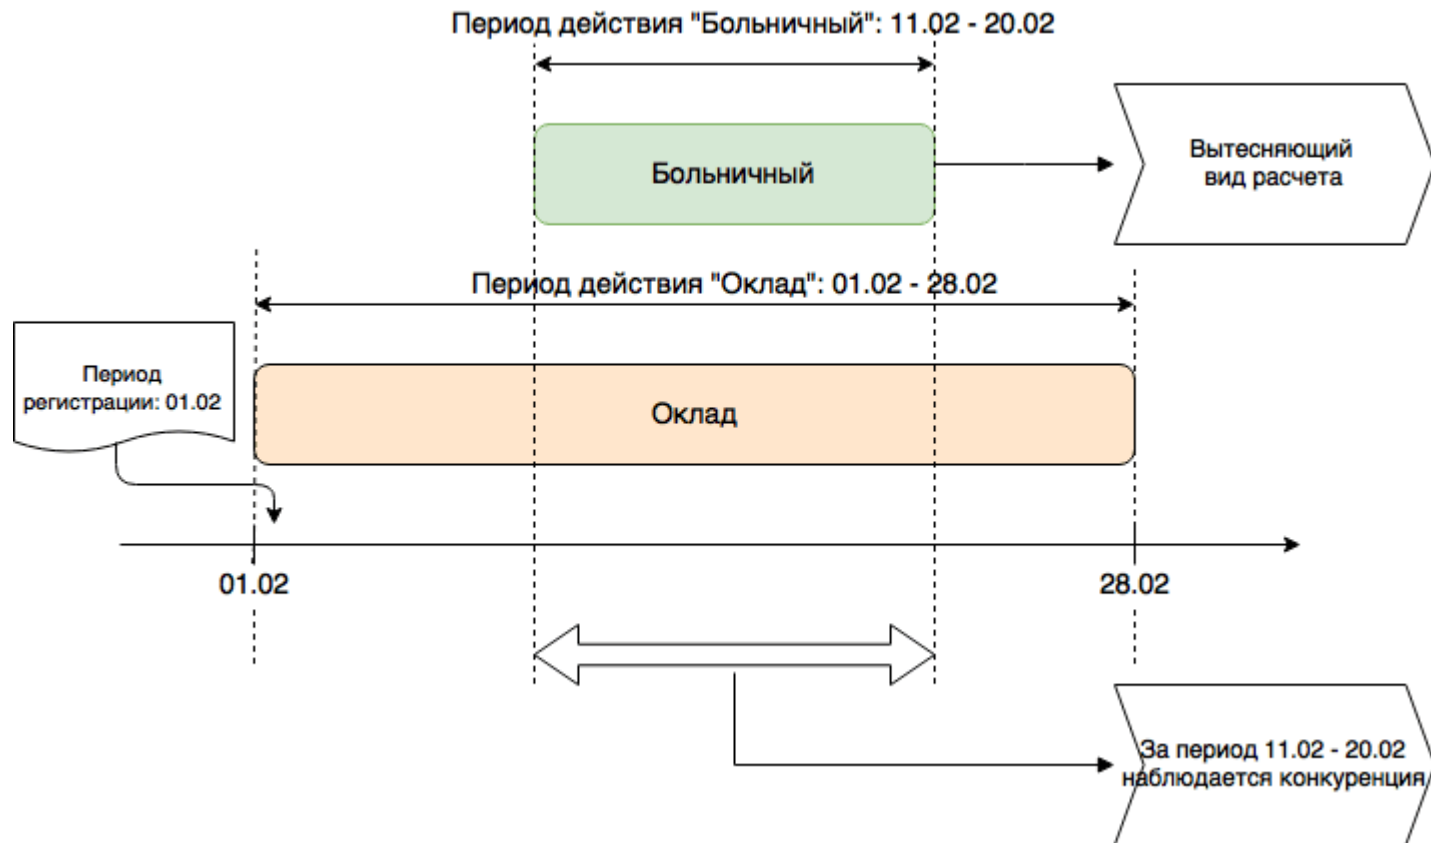 Период действия "Больничный": 11.02 - 20.02
Больничный
Вытесняющий
вид расчета
Период действия "Оклад": 01.02 - 28.02
Период
регистрации: 01.02
Оклад
01.02
28.02
За период 11.02 - 20.02
наблюдается конкуренция